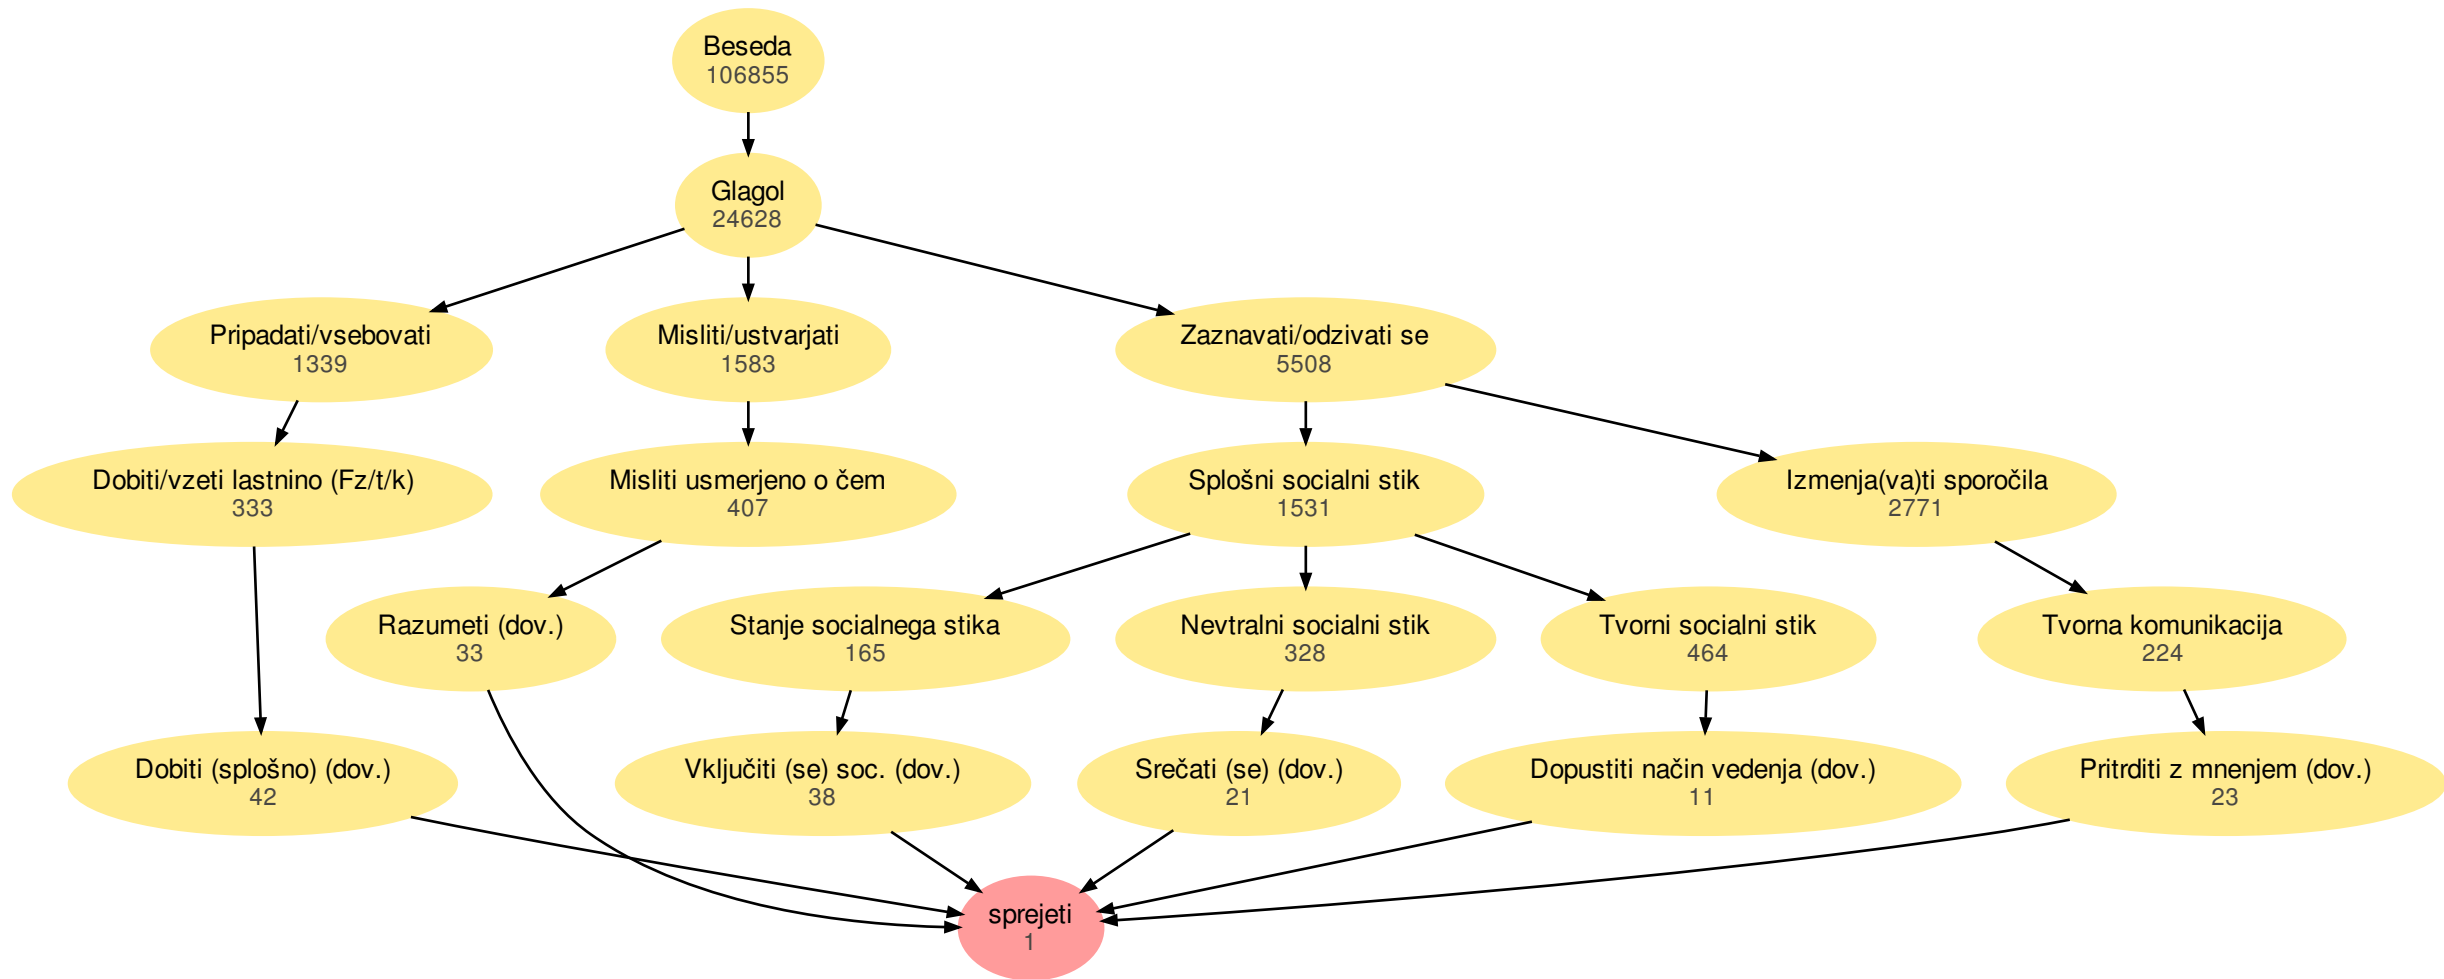 Beseda
106855
Glagol
24628
Pripadati/vsebovati
1339
Misliti/ustvarjati
1583
Zaznavati/odzivati se
5508
Dobiti/vzeti lastnino (Fz/t/k)
333
Misliti usmerjeno o čem
407
Splošni socialni stik
1531
Izmenja(va)ti sporočila
2771
Razumeti (dov.)
33
Stanje socialnega stika
165
Nevtralni socialni stik
328
Tvorni socialni stik
464
Tvorna komunikacija
224
Dobiti (splošno) (dov.)
42
Vključiti (se) soc. (dov.)
38
Srečati (se) (dov.)
21
Dopustiti način vedenja (dov.)
11
Pritrditi z mnenjem (dov.)
23
sprejeti
1